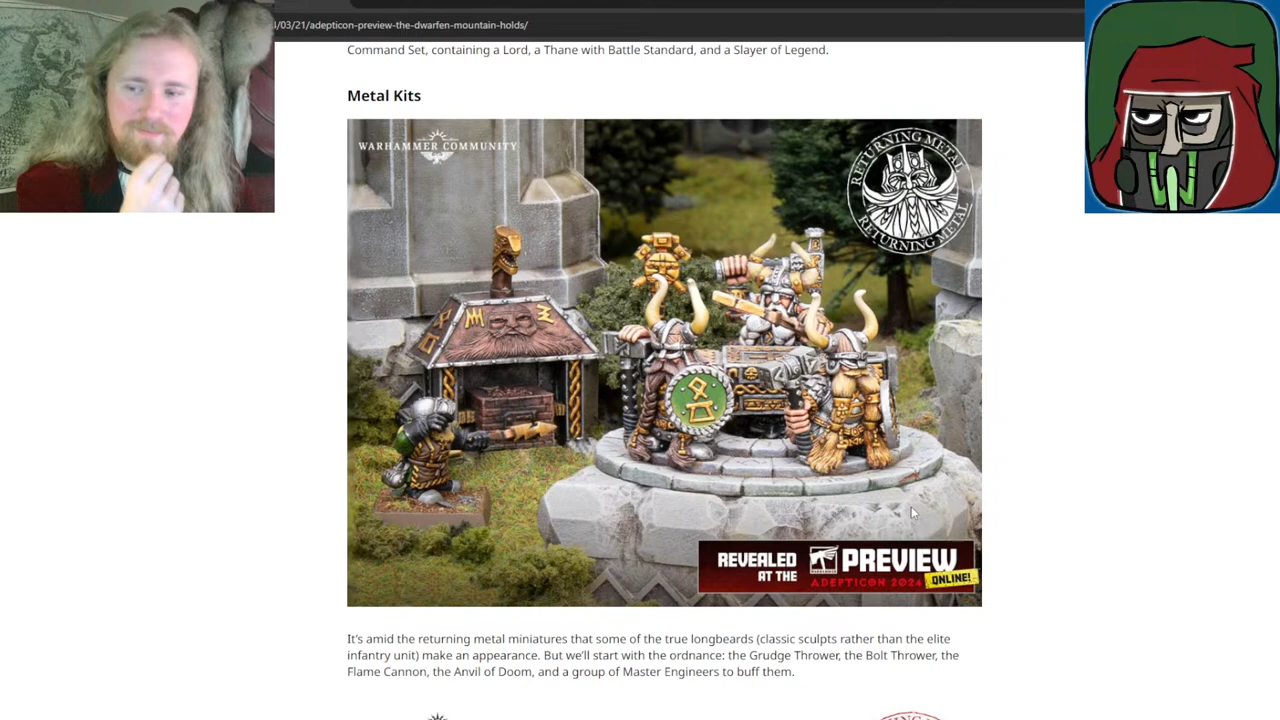 /03/21/adepticon-preview-the-dwarfen-mountain-holds/
Command Set, containing a Lord, a Thane with Battle Standard, and a Slayer of Legend.
Metal Kits
WARHAMMER COMMUNITY
RETURNING METAL
RETURNING METAL
REVEALED
AT THE
PREVIEW
ADEPTICON 2024
ONLINE!
It's amid the returning metal miniatures that some of the true longbeards (classic sculpts rather than the elite
infantry unit) make an appearance. But we'll start with the ordnance: the Grudge Thrower, the Bolt Thrower, the
Flame Cannon, the Anvil of Doom, and a group of Master Engineers to buff them.